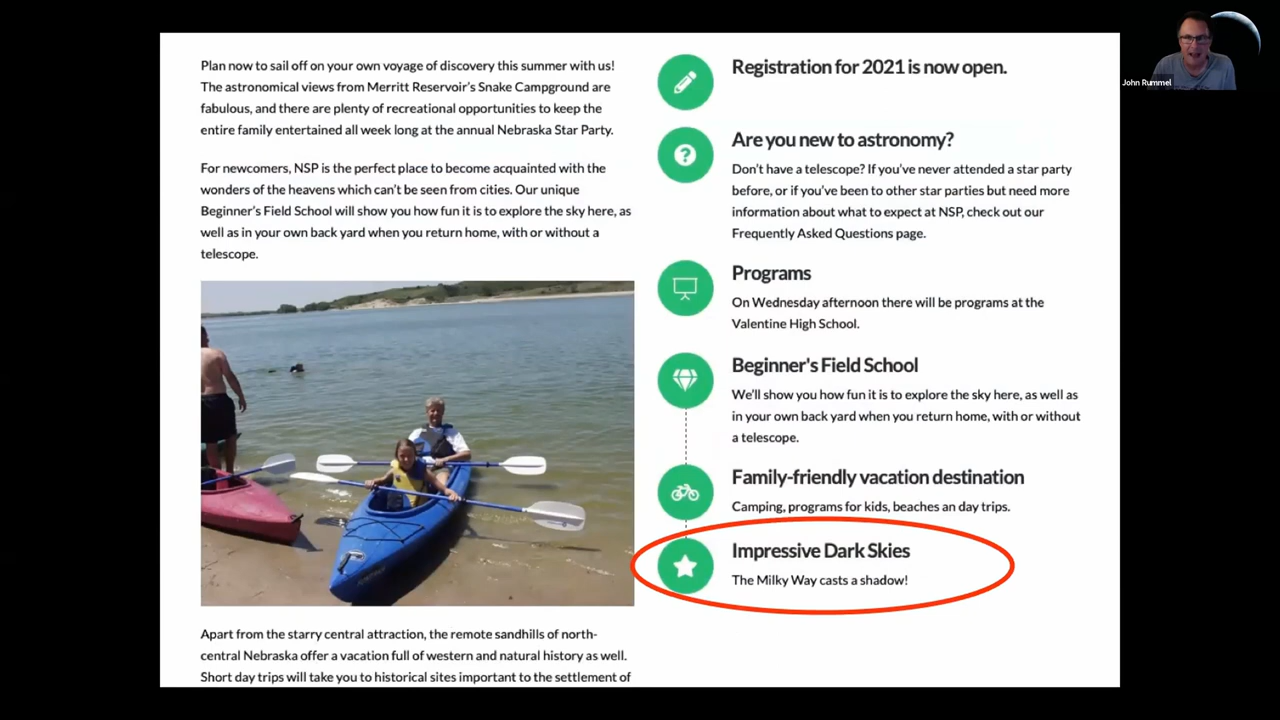 Plan now to sail off on your own voyage of discovery this summer with us!
The astronomical views from Merritt Reservoir's Snake Campground are
fabulous, and there are plenty of recreational opportunities to keep the
entire family entertained all week long at the annual Nebraska Star Party.
For newcomers, NSP is the perfect place to become acquainted with the
wonders of the heavens which can't be seen from cities. Our unique
Beginner's Field School will show you how fun it is to explore the sky here, as
well as in your own back yard when you return home, with or without a
telescope.
Apart from the starry central attraction, the remote sandhills of north-
central Nebraska offer a vacation full of western and natural history as well.
Short day trips will take you to historical sites important to the settlement of
Registration for 2021 is now open.
Are you new to astronomy?
Don't have a telescope? If you've never attended a star party
before, or if you've been to other star parties but need more
information about what to expect at NSP, check out our
Frequently Asked Questions page.
Programs
On Wednesday afternoon there will be programs at the
Valentine High School.
Beginner's Field School
We'll show you how fun it is to explore the sky here, as well as
in your own back yard when you return home, with or without
a telescope.
Family-friendly vacation destination
Camping, programs for kids, beaches an day trips.
Impressive Dark Skies
The Milky Way casts a shadow!
John Rummel